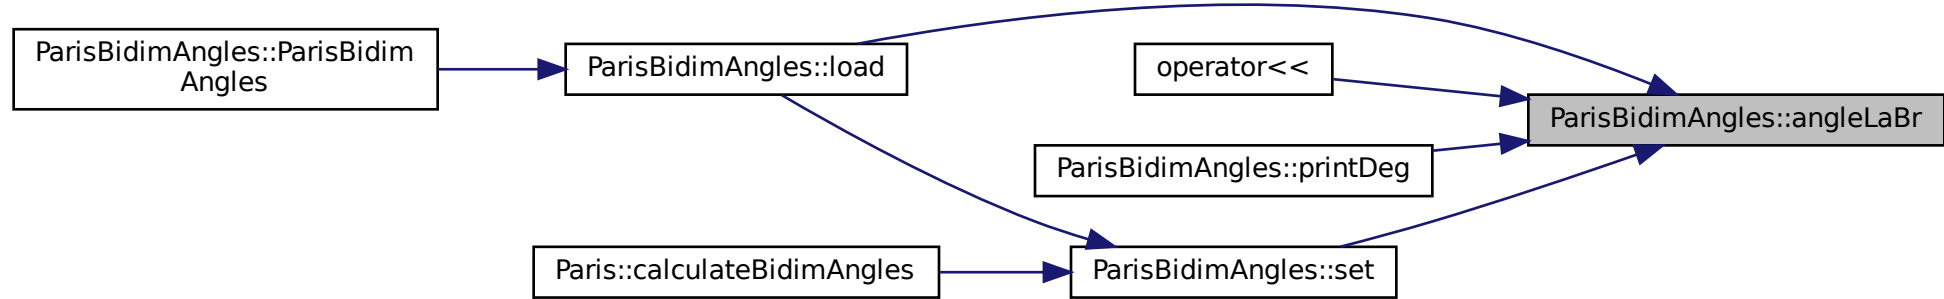 ParisBidimAngles::ParisBidim
Angles
ParisBidimAngles::load
operator<<
ParisBidimAngles::angleLaBr
ParisBidimAngles::printDeg
Paris::calculateBidimAngles
ParisBidimAngles::set